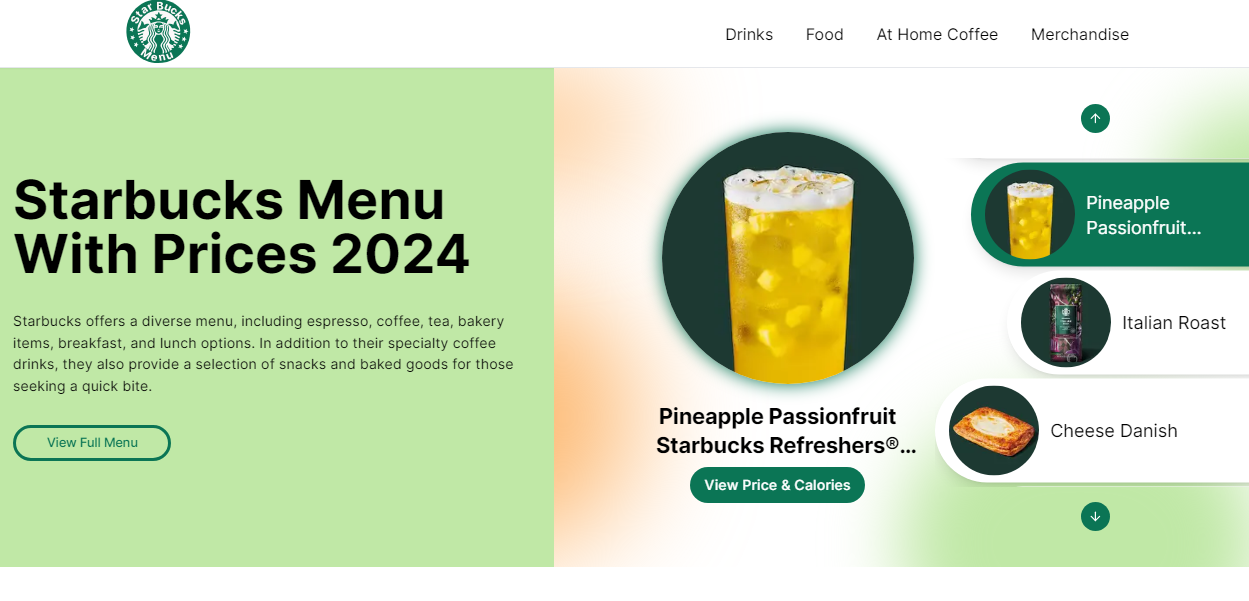 Star Bucks
Menu
Drinks
Food
At Home Coffee
Merchandise
Starbucks Menu
With Prices 2024
Starbucks offers a diverse menu, including espresso, coffee, tea, bakery
items, breakfast, and lunch options. In addition to their specialty coffee
drinks, they also provide a selection of snacks and baked goods for those
seeking a quick bite.
View Full Menu
Pineapple Passionfruit
Starbucks Refreshers®...
View Price & Calories
Pineapple
Passionfruit...
Italian Roast
Cheese Danish